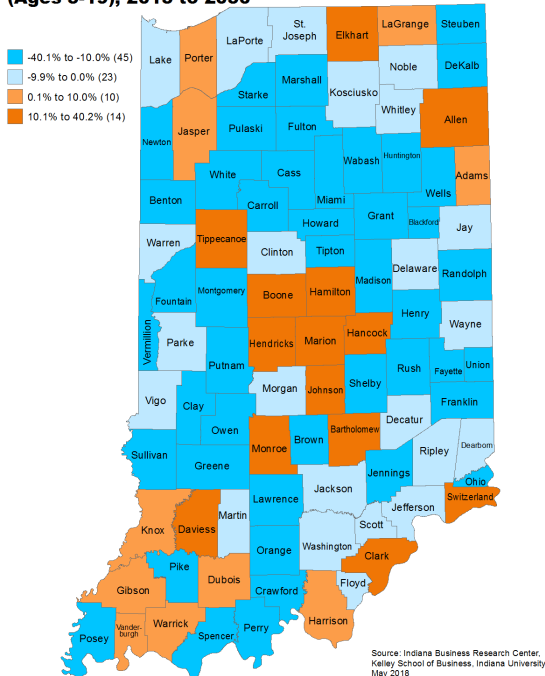 (Ages 5-19), 2015 to 2050
-40.1% to -10.0% (45)
-9.9% to 0.0% (23)
0.1% to 10.0% (10)
10.1% to 40.2% (14)
Lake
Porter
LaPorte
St.
Joseph
Elkhart
LaGrange
Steuben
Noble
DeKalb
Starke
Marshall
Kosciusko
Whitley
Allen
Newton
Jasper
Pulaski
Fulton
Wabash
Huntington
Wells
Adams
White
Cass
Miami
Benton
Carroll
Howard
Grant
Blackford
Jay
Warren
Tippecanoe
Clinton
Tipton
Madison
Delaware
Randolph
Fountain
Montgomery
Boone
Hamilton
Henry
Wayne
Vermillion
Parke
Putnam
Hendricks
Marion
Hancock
Rush
Fayette
Union
Vigo
Clay
Morgan
Johnson
Shelby
Franklin
Owen
Decatur
Sullivan
Greene
Monroe
Brown
Bartholomew
Jennings
Ripley
Dearborn
Ohio
Switzerland
Jefferson
Lawrence
Jackson
Knox
Daviess
Martin
Scott
Washington
Orange
Clark
Floyd
Pike
Dubois
Crawford
Gibson
Harrison
Posey
Vander-
burgh
Warrick
Spencer
Perry
Source: Indiana Business Research Center,
Kelley School of Business, Indiana University
May 2018